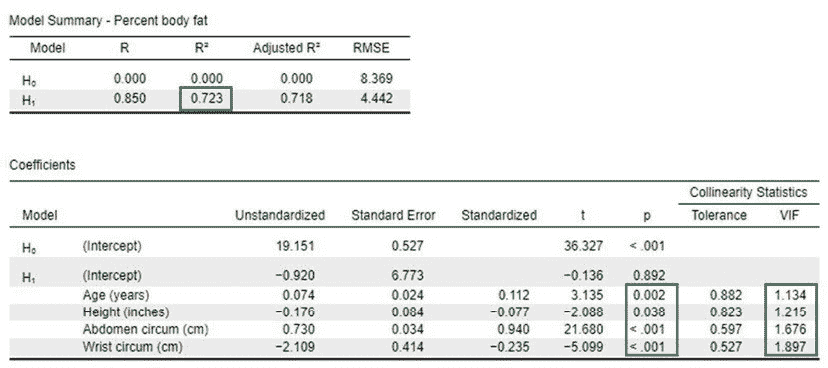 Model Summary - Percent body fat
Model R R² Adjusted R² RMSE
H₀ 0.000 0.000 0.000 8.369
H₁ 0.850 0.723 0.718 4.442
Coefficients
Collinearity Statistics
Model Unstandardized Standard Error Standardized t p Tolerance VIF
H₀ (Intercept) 19.151 0.527 36.327 < .001
H₁ (Intercept) −0.920 6.773 −0.136 0.892
Age (years) 0.074 0.024 0.112 3.135 0.002 0.882 1.134
Height (inches) −0.176 0.084 −0.077 −2.088 0.038 0.823 1.215
Abdomen circum (cm) 0.730 0.034 0.940 21.680 < .001 0.597 1.676
Wrist circum (cm) −2.109 0.414 −0.235 −5.099 < .001 0.527 1.897